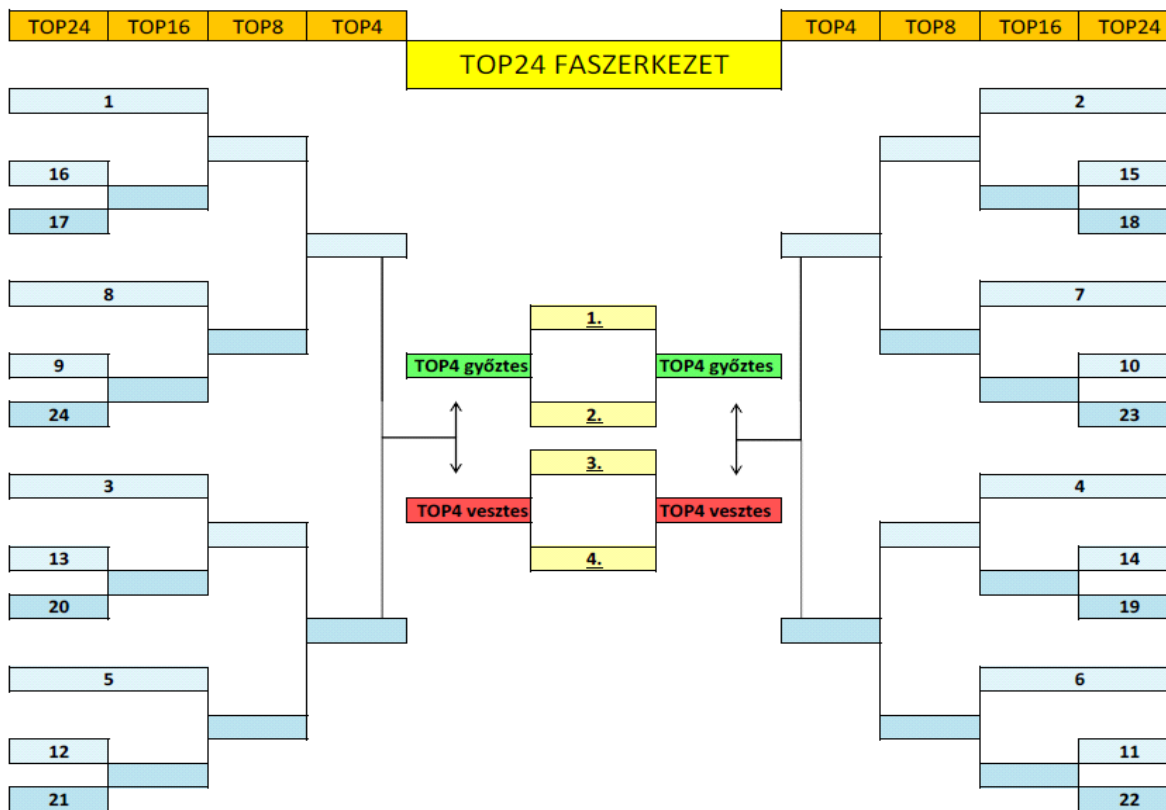 TOP24 TOP16 TOP8 TOP4 TOP4 TOP8 TOP16 TOP24
TOP24 FASZERKEZET
1 2
16 15
17 18
8 7
1.
9 TOP4 győztes TOP4 győztes 10
24 2. 23
3. 
3 4
TOP4 vesztes TOP4 vesztes
13 4. 14
20 19
5 6
12 11
21 22